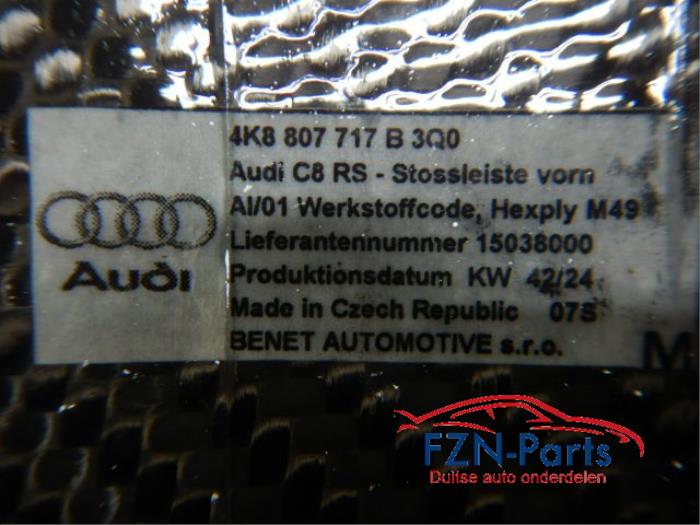 4K8 807 717 B 3Q0
Audi C8 RS - Stossleiste vorn
AI/01 Werkstoffcode, Hexply M49
Lieferantennummer 15038000
Produktionsdatum KW 42/24
Made in Czech Republic 07S
BENET AUTOMOTIVE s.r.o.
Audi
M
FZN-Parts
Duitse auto onderdelen